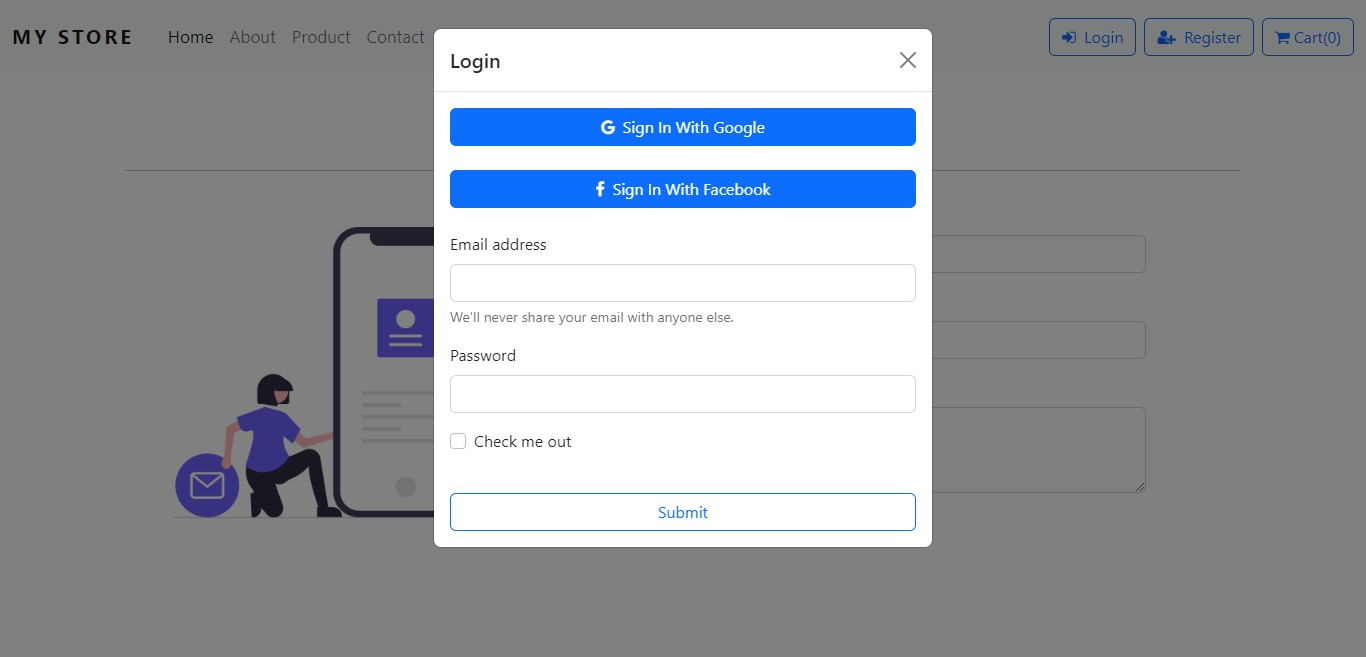 MY STORE Home About Product Contact Login Register Cart(0)
Login
Sign In With Google
Sign In With Facebook
Email address
We'll never share your email with anyone else.
Password
Check me out
Submit